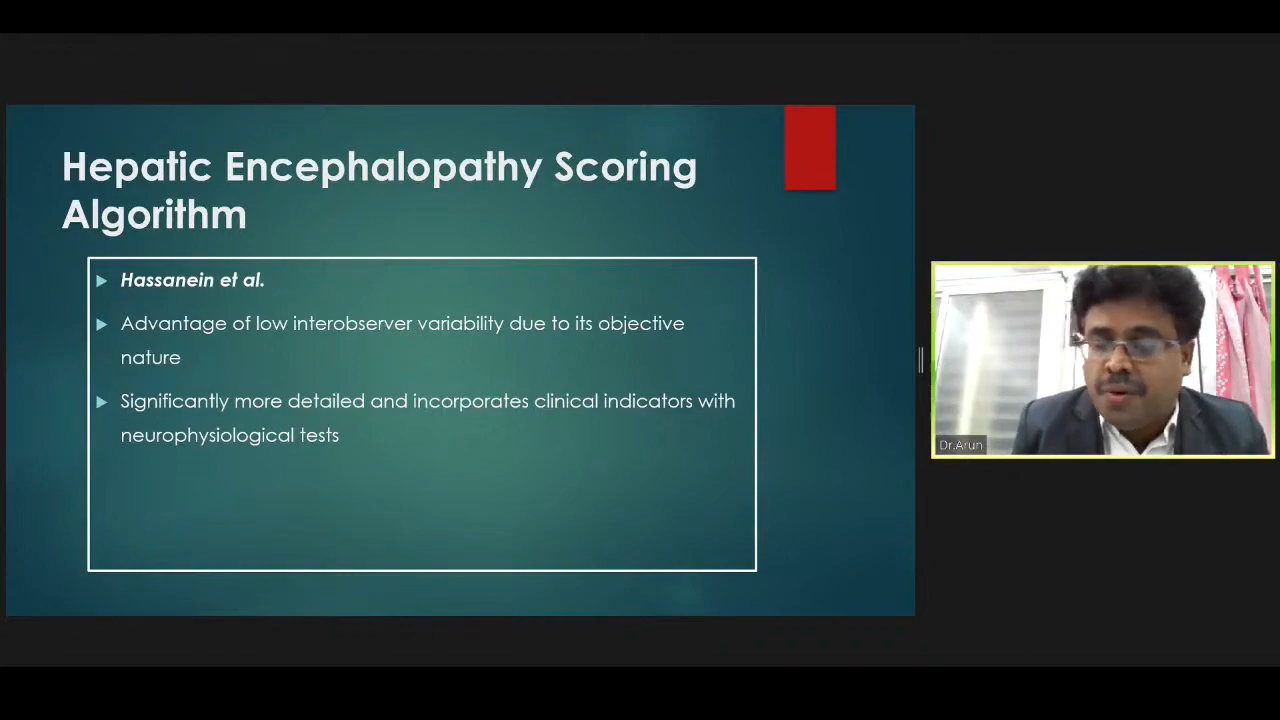 Hepatic Encephalopathy Scoring
Algorithm
Hassanein et al.
Advantage of low interobserver variability due to its objective
nature
Significantly more detailed and incorporates clinical indicators with
neurophysiological tests
Dr.Arun